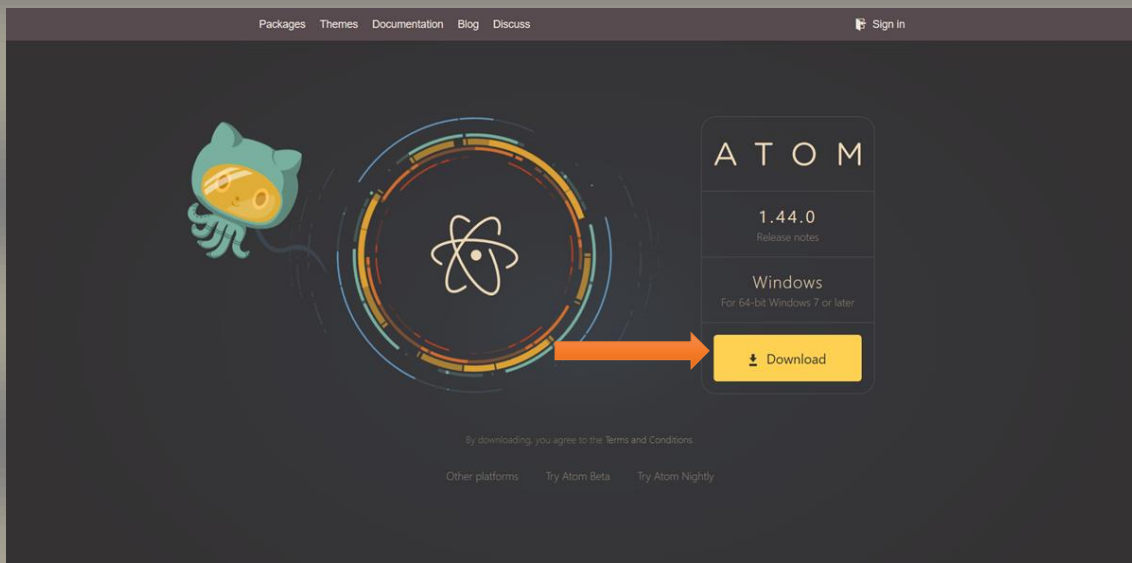 Packages Themes Documentation Blog Discuss Sign in
ATOM
1.44.0
Release notes
Windows
For 64-bit Windows 7 or later
Download
By downloading, you agree to the Terms and Conditions.
Other platforms Try Atom Beta Try Atom Nightly